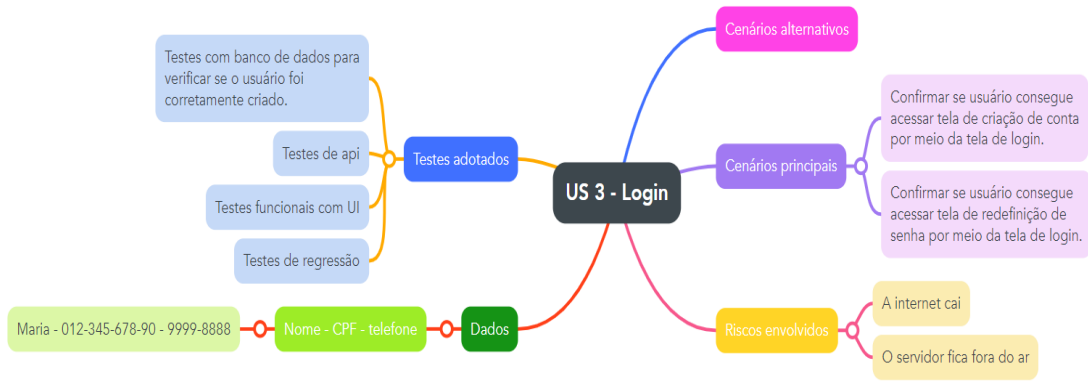 US 3 - Login
Testes adotados
Testes com banco de dados para
verificar se o usuário foi
corretamente criado.
Testes de api
Testes funcionais com UI
Testes de regressão
Dados
Nome - CPF - telefone
Maria - 012-345-678-90 - 9999-8888
Cenários alternativos
Cenários principais
Confirmar se usuário consegue
acessar tela de criação de conta
por meio da tela de login.
Confirmar se usuário consegue
acessar tela de redefinição de
senha por meio da tela de login.
Riscos envolvidos
A internet cai
O servidor fica fora do ar